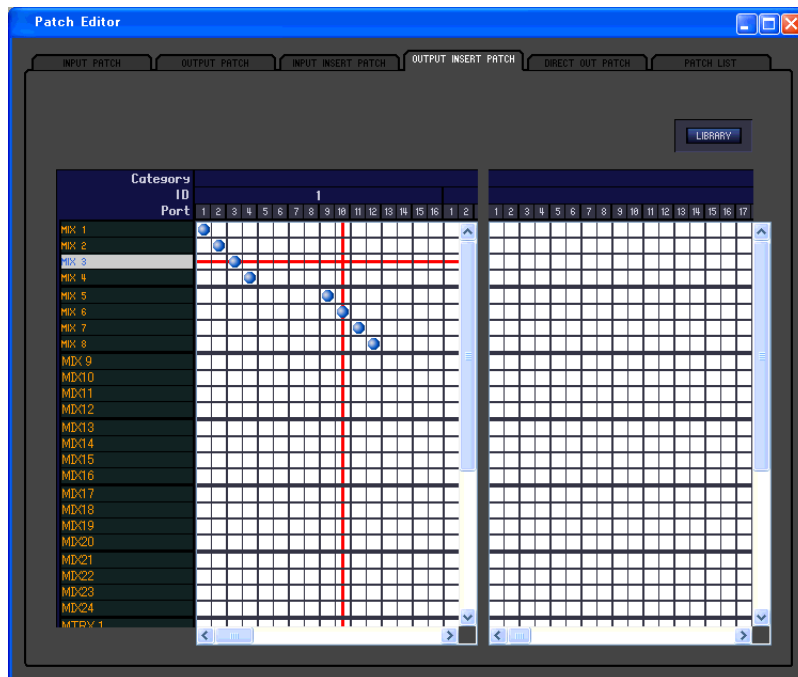 Patch Editor
INPUT PATCH OUTPUT PATCH INPUT INSERT PATCH OUTPUT INSERT PATCH DIRECT OUT PATCH PATCH LIST
LIBRARY
Category
ID 1
Port 1 2 3 4 5 6 7 8 9 10 11 12 13 14 15 16 1 2 1 2 3 4 5 6 7 8 9 10 11 12 13 14 15 16 17
MIX 1
MIX 2
MIX 3
MIX 4
MIX 5
MIX 6
MIX 7
MIX 8
MIX 9
MIX10
MIX11
MIX12
MIX13
MIX14
MIX15
MIX16
MIX17
MIX18
MIX19
MIX20
MIX21
MIX22
MIX23
MIX24
MTRX 1